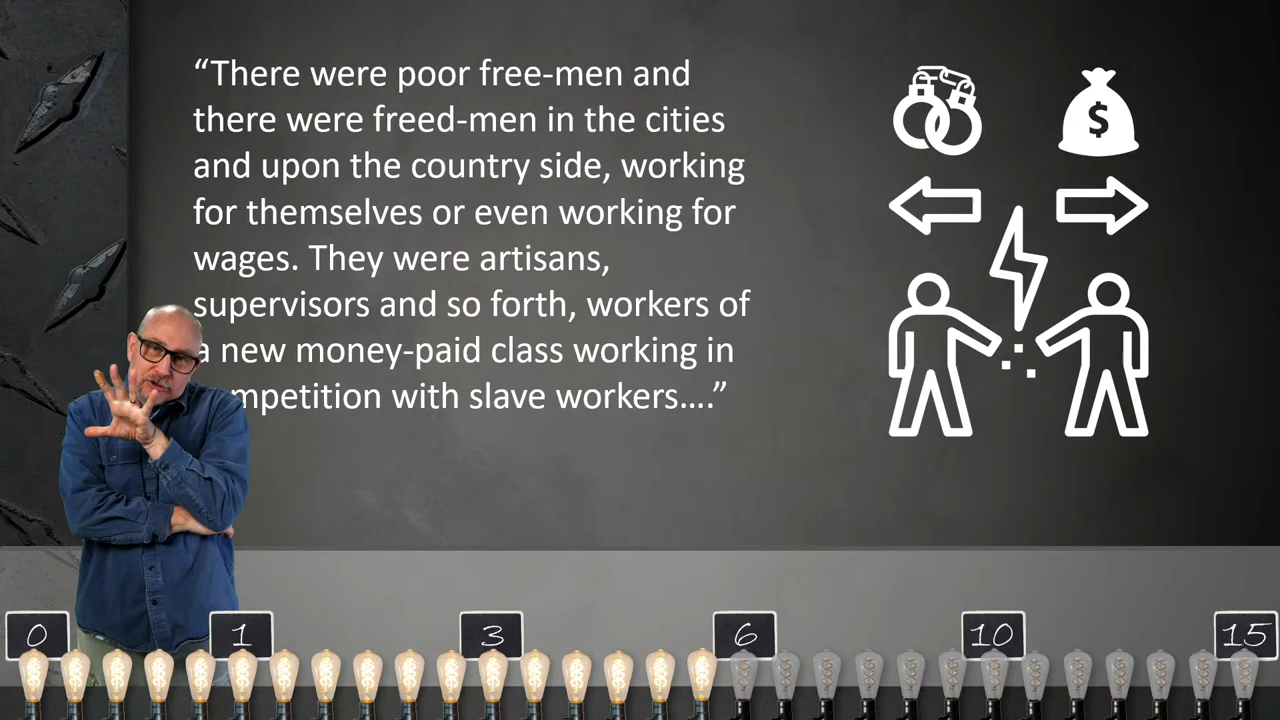 “There were poor free-men and
there were freed-men in the cities
and upon the country side, working
for themselves or even working for
wages. They were artisans,
supervisors and so forth, workers of
a new money-paid class working in
mpetition with slave workers....”
$ $
0 1 3 6 10 15